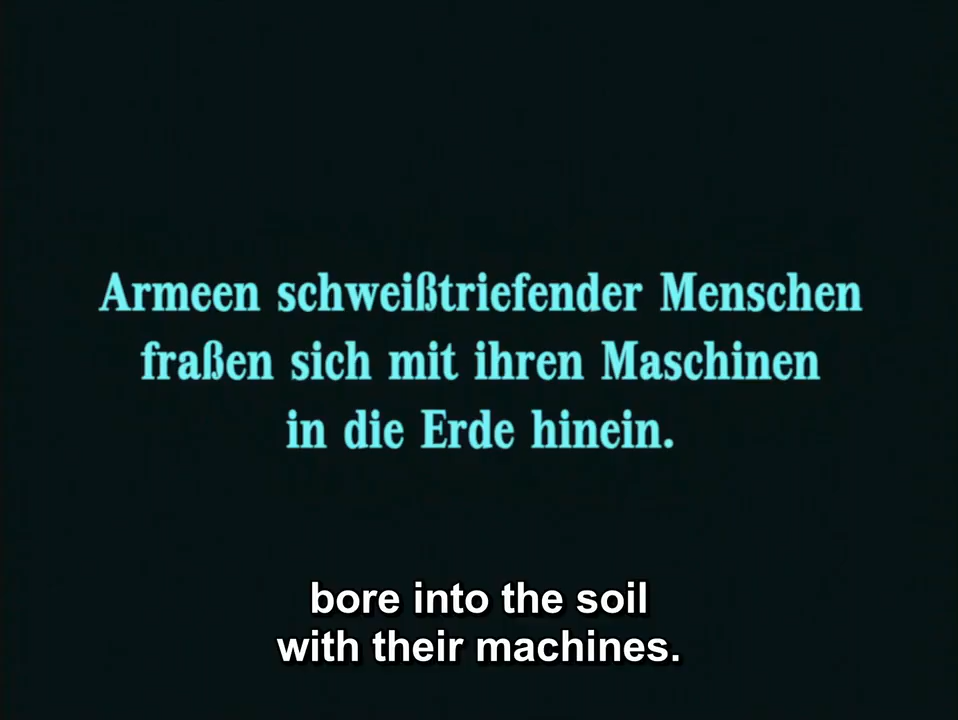 Armeen schweißtriefender Menschen
fraßen sich mit ihren Maschinen
in die Erde hinein.
bore into the soil
with their machines.